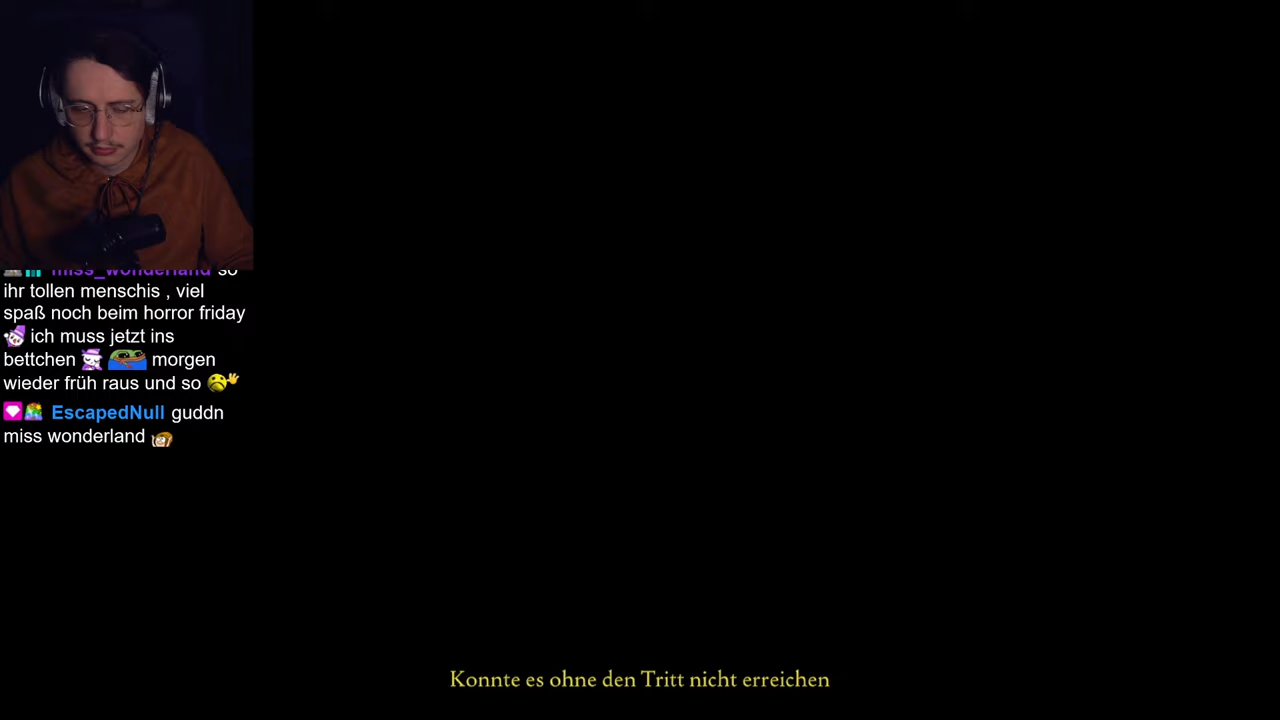 miss_wonderland so
ihr tollen menschis , viel
spaß noch beim horror friday
ich muss jetzt ins
bettchen morgen
wieder früh raus und so
EscapedNull guddn
miss wonderland
Konnte es ohne den Tritt nicht erreichen